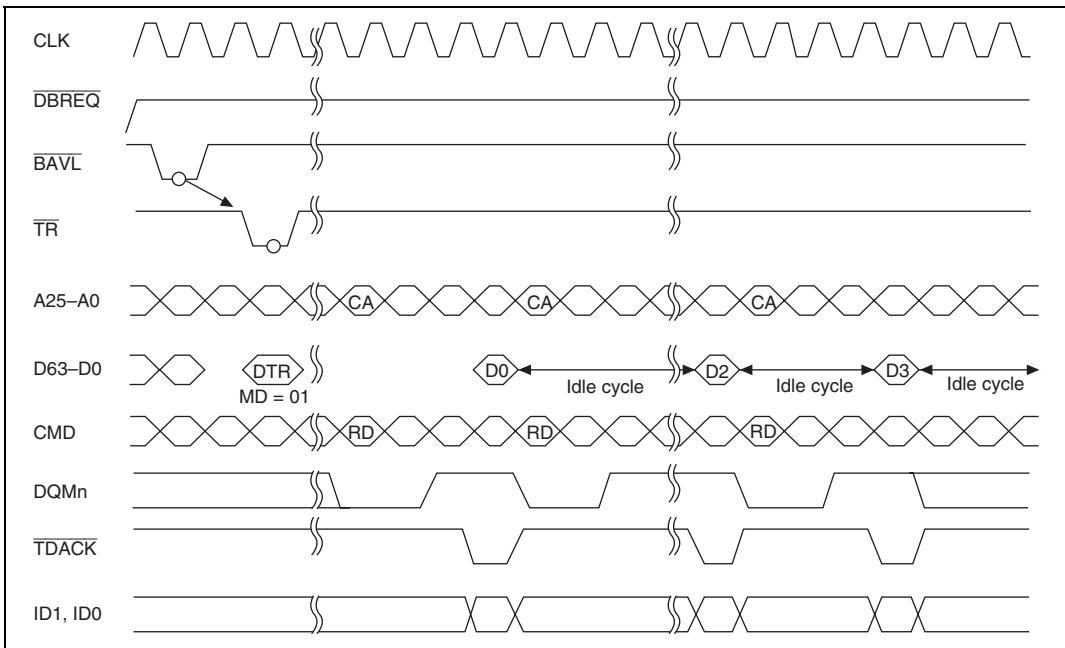 CLK
DBREQ
BAVL
TR
A25–A0 CA CA CA
D63–D0 DTR D0 D2 D3
MD = 01 Idle cycle Idle cycle Idle cycle
CMD RD RD RD
DQMn
TDACK
ID1, ID0